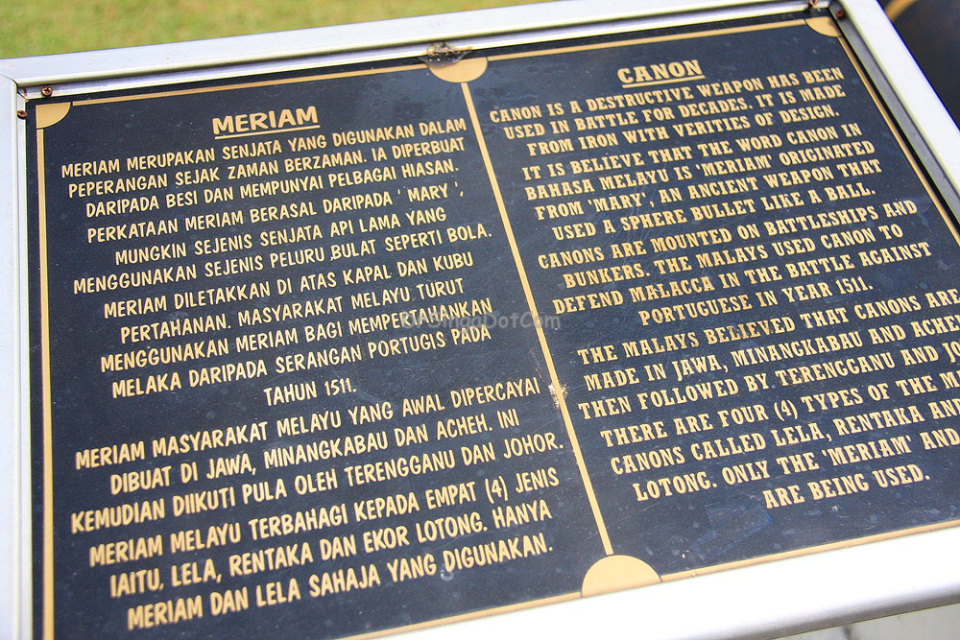 MERIAM
MERIAM MERUPAKAN SENJATA YANG DIGUNAKAN DALAM
PEPERANGAN SEJAK ZAMAN BERZAMAN. IA DIPERBUAT
DARIPADA BESI DAN MEMPUNYAI PELBAGAI HIASAN.
PERKATAAN MERIAM BERASAL DARIPADA ' MARY ',
MUNGKIN SEJENIS SENJATA API LAMA YANG
MENGGUNAKAN SEJENIS PELURU BULAT SEPERTI BOLA.
MERIAM DILETAKKAN DI ATAS KAPAL DAN KUBU
PERTAHANAN. MASYARAKAT MELAYU TURUT
MENGGUNAKAN MERIAM BAGI MEMPERTAHANKAN
MELAKA DARIPADA SERANGAN PORTUGIS PADA
TAHUN 1511.
MERIAM MASYARAKAT MELAYU YANG AWAL DIPERCAYAI
DIBUAT DI JAWA, MINANGKABAU DAN ACHEH. INI
KEMUDIAN DIIKUTI PULA OLEH TERENGGANU DAN JOHOR.
MERIAM MELAYU TERBAHAGI KEPADA EMPAT (4) JENIS
IAITU, LELA, RENTAKA DAN EKOR LOTONG. HANYA
MERIAM DAN LELA SAHAJA YANG DIGUNAKAN.
CANON
CANON IS A DESTRUCTIVE WEAPON HAS BEEN
USED IN BATTLE FOR DECADES. IT IS MADE
FROM IRON WITH VERITIES OF DESIGN.
IT IS BELIEVE THAT THE WORD CANON IN
BAHASA MELAYU IS 'MERIAM' ORIGINATED
FROM 'MARY', AN ANCIENT WEAPON THAT
USED A SPHERE BULLET LIKE A BALL.
CANONS ARE MOUNTED ON BATTLESHIPS AND
BUNKERS. THE MALAYS USED CANON TO
DEFEND MALACCA IN THE BATTLE AGAINST
PORTUGUESE IN YEAR 1511.
THE MALAYS BELIEVED THAT CANONS ARE
MADE IN JAWA, MINANGKABAU AND ACHEH
THEN FOLLOWED BY TERENGGANU AND JO
THERE ARE FOUR (4) TYPES OF THE M
CANONS CALLED LELA, RENTAKA AND
LOTONG. ONLY THE 'MERIAM' AND
ARE BEING USED.